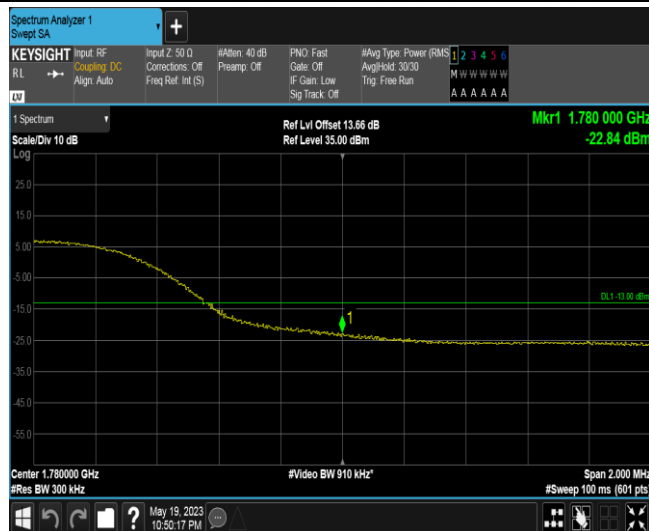 Spectrum Analyzer 1
Swept SA
+
KEYSIGHT
RL
LXI
Input: RF
Coupling: DC
Align: Auto
Input Z: 50 Ω
Corrections: Off
Freq Ref: Int (S)
#Atten: 40 dB
Preamp: Off
PNO: Fast
Gate: Off
IF Gain: Low
Sig Track: Off
#Avg Type: Power (RMS
Avg|Hold: 30/30
Trig: Free Run
1 2 3 4 5 6
M W W W W W
A A A A A A
1 Spectrum
Scale/Div 10 dB
Ref Lvl Offset 13.66 dB
Ref Level 35.00 dBm
Mkr1 1.780 000 GHz
-22.84 dBm
Log
25.0
15.0
5.00
-5.00
-15.0
-25.0
-35.0
-45.0
-55.0
DL1 -13.00 dBm
1
Center 1.780000 GHz
#Res BW 300 kHz
#Video BW 910 kHz*
Span 2.000 MHz
#Sweep 100 ms (601 pts)
?
May 19, 2023
10:50:17 PM